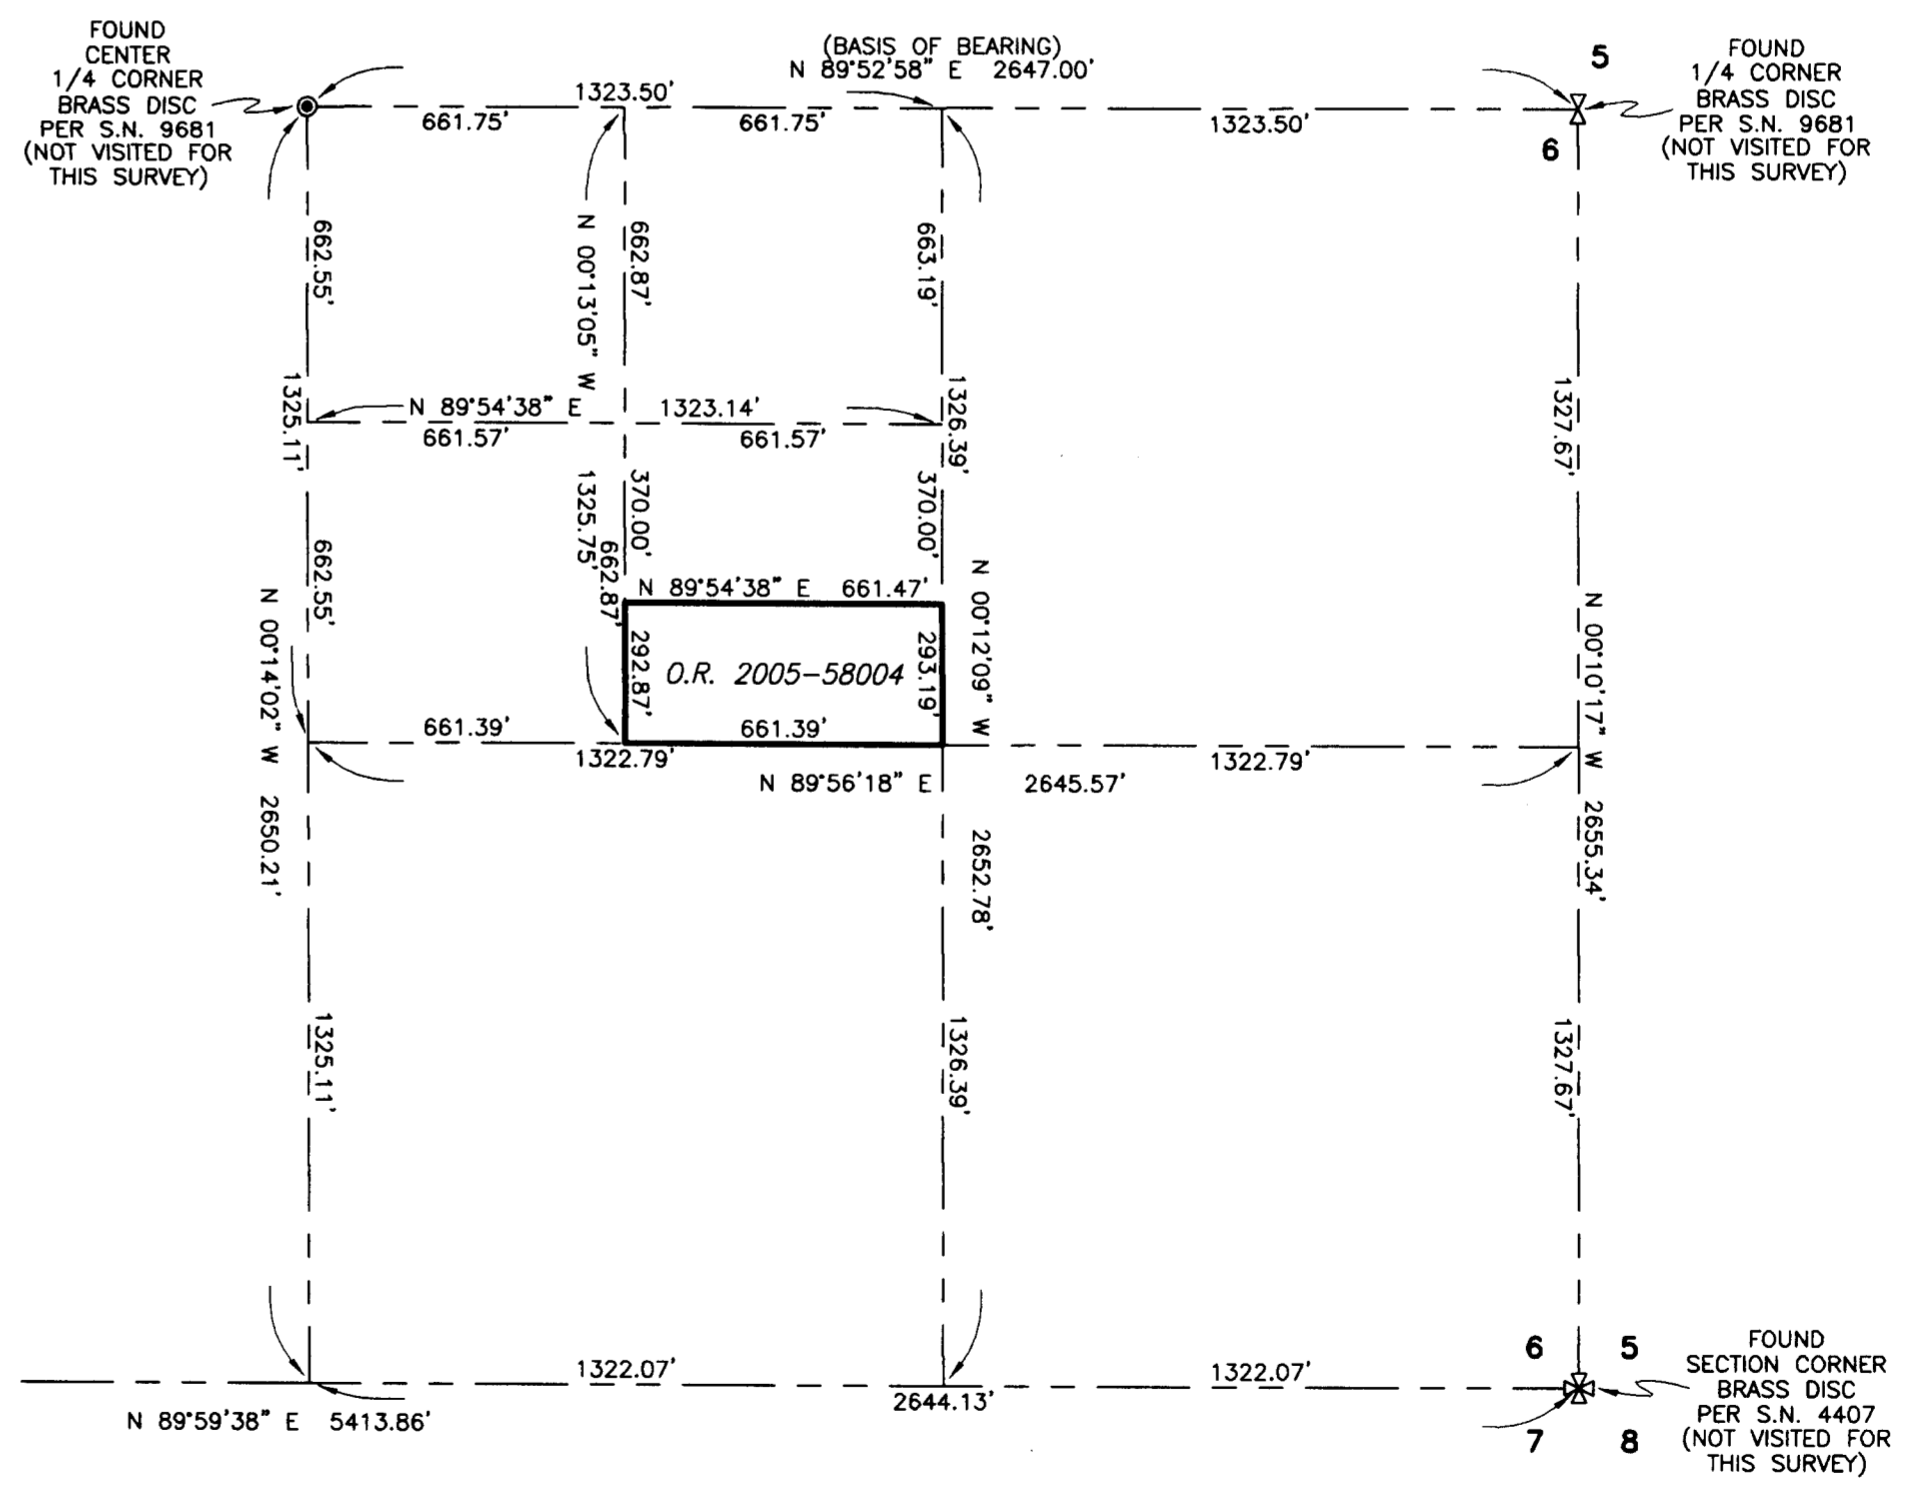 FOUND
CENTER
1/4 CORNER
BRASS DISC
PER S.N. 9681
(NOT VISITED FOR
THIS SURVEY)
(BASIS OF BEARING)
N 89°52'58" E 2647.00'
1323.50'
661.75'
661.75'
1323.50'
5
6
FOUND
1/4 CORNER
BRASS DISC
PER S.N. 9681
(NOT VISITED FOR
THIS SURVEY)
662.55'
N 00°13'05" W
662.87'
663.19'
1325.11'
N 89°54'38" E 1323.14'
661.57'
661.57'
1326.39'
1327.67'
1325.75'
370.00'
370.00'
662.55'
662.87'
N 89°54'38" E 661.47'
292.87'
O.R. 2005-58004
293.19'
661.39'
N 00°14'02" W 2650.21'
N 00°12'09" W 2652.78'
N 00°10'17" W 2655.34'
661.39'
1322.79'
1322.79'
N 89°56'18" E 2645.57'
1325.11'
1326.39'
1327.67'
1322.07'
1322.07'
2644.13'
N 89°59'38" E 5413.86'
6 5
7 8
FOUND
SECTION CORNER
BRASS DISC
PER S.N. 4407
(NOT VISITED FOR
THIS SURVEY)